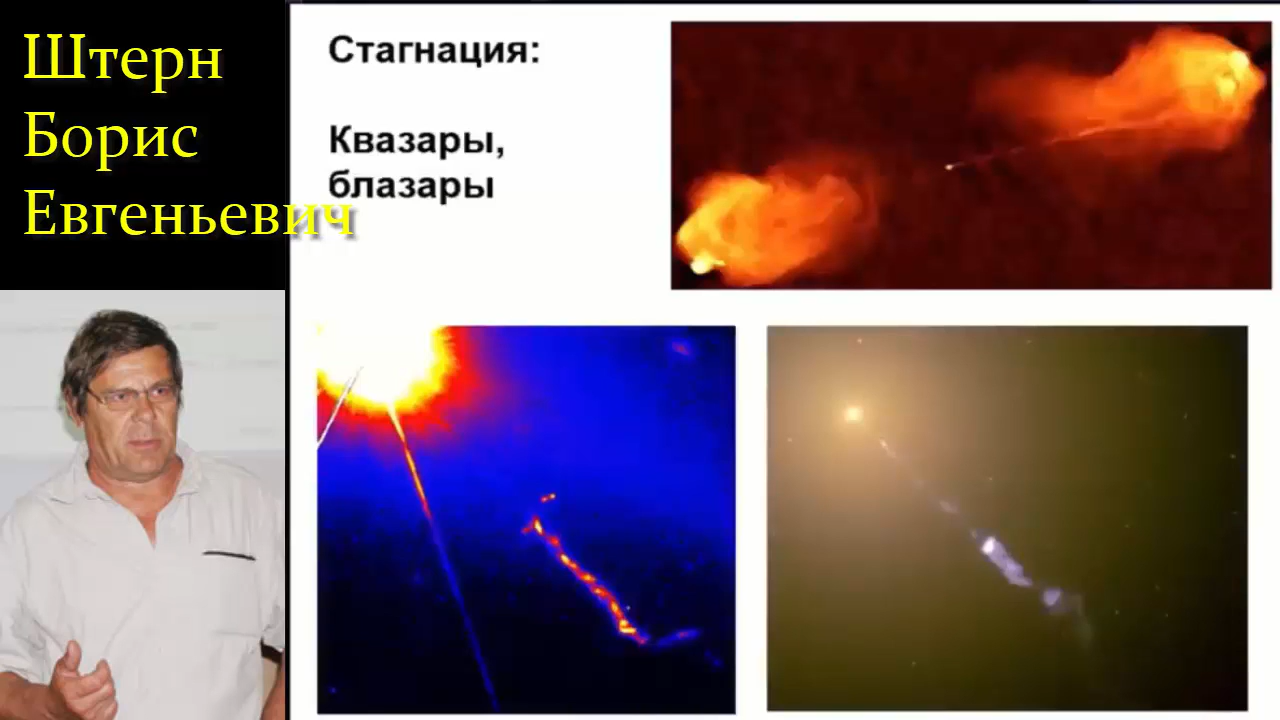 Штерн
Борис
Евгеньевич
Стагнация:
Квазары,
блазары